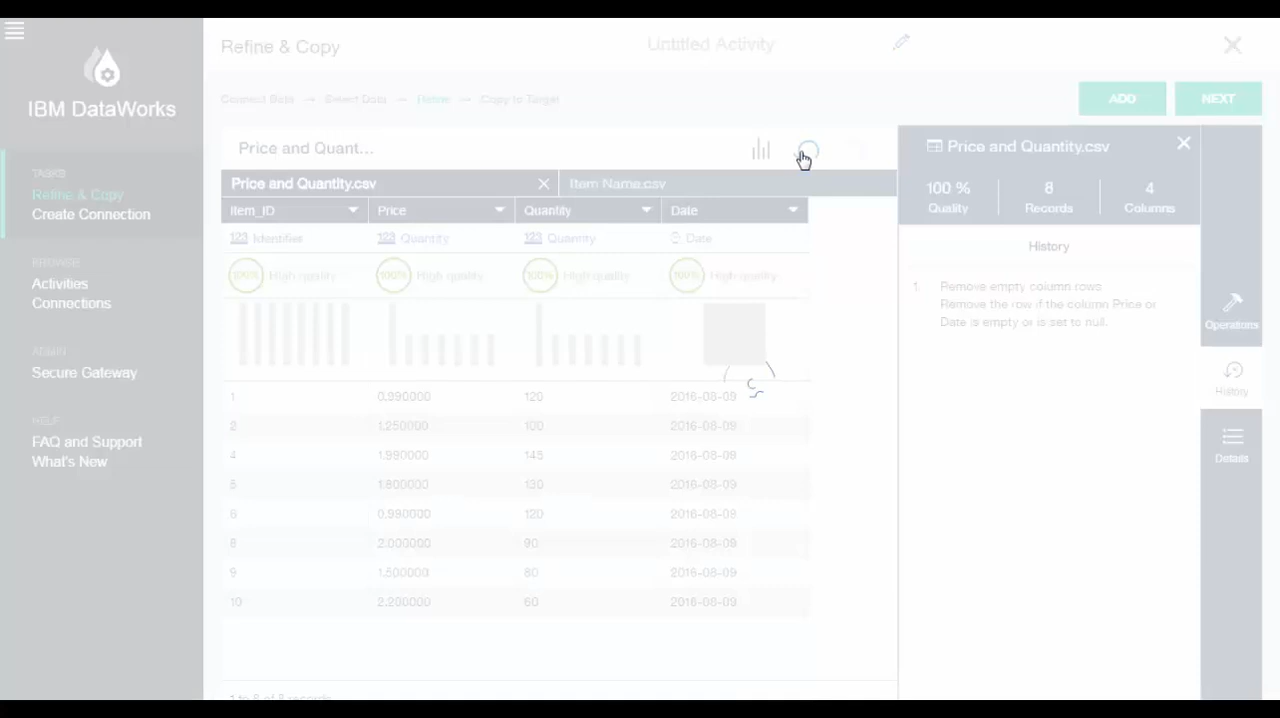 Refine & Copy
Untitled Activity
IBM DataWorks
Connect Data → Select Data → Refine → Copy to Target
ADD
NEXT
TASKS
Refine & Copy
Create Connection
BROWSE
Activities
Connections
ADMIN
Secure Gateway
HELP
FAQ and Support
What's New
Price and Quant...
Price and Quantity.csv
Item Name.csv
Item_ID Price Quantity Date
123 Identifier 123 Quantity 123 Quantity Date
100% High quality 100% High quality 100% High quality 100% High quality
1 0.990000 120 2016-08-09
2 1.250000 100 2016-08-09
4 1.990000 145 2016-08-09
5 1.800000 130 2016-08-09
6 0.990000 120 2016-08-09
8 2.000000 90 2016-08-09
9 1.500000 80 2016-08-09
10 2.200000 60 2016-08-09
1 to 8 of 8 records
Price and Quantity.csv
100 % 8 4
Quality Records Columns
History
1. Remove empty column rows
Remove the row if the column Price or
Date is empty or is set to null.
Operations
History
Details